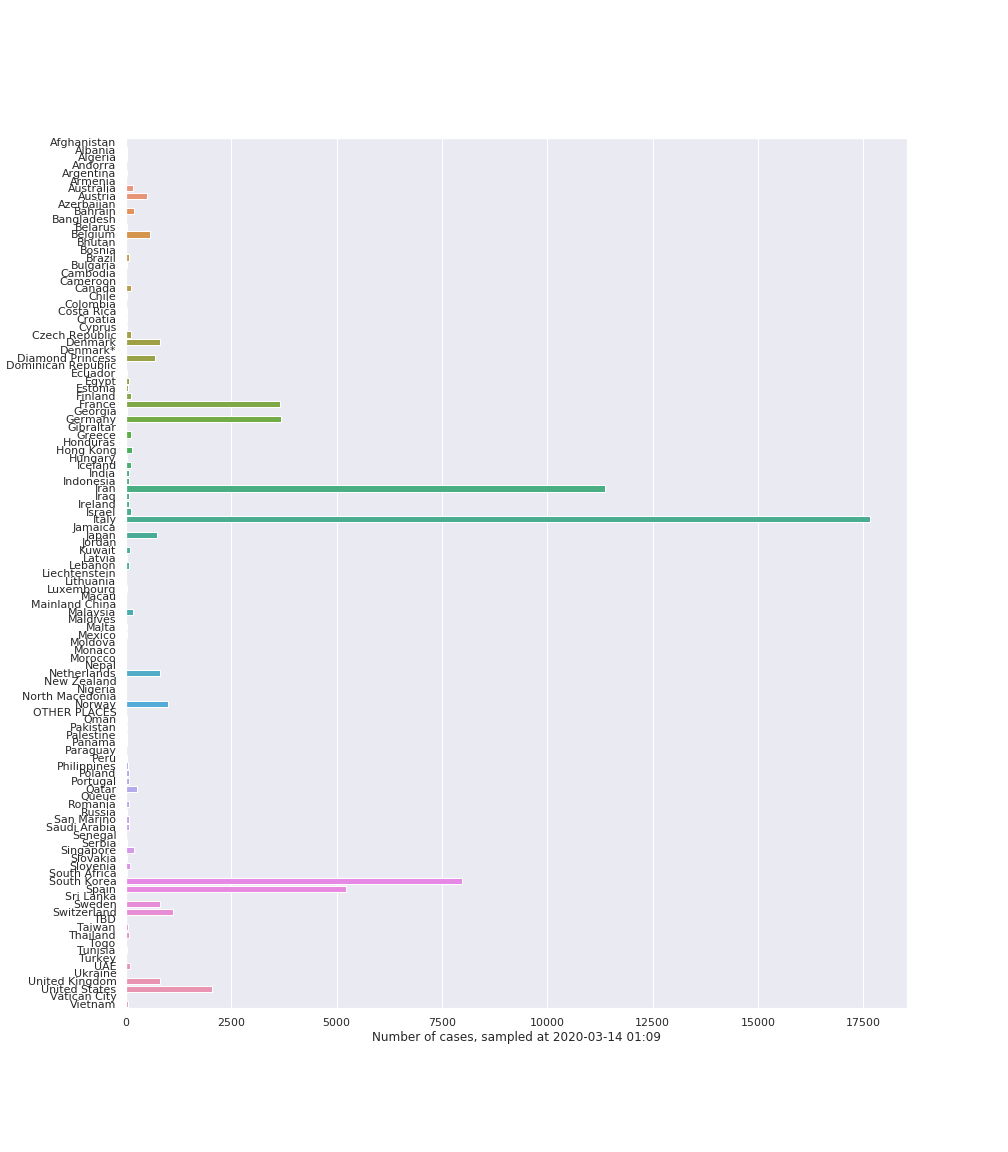 Afghanistan
Albania
Algeria
Andorra
Argentina
Armenia
Australia
Austria
Azerbaijan
Bahrain
Bangladesh
Belarus
Belgium
Bhutan
Bosnia
Brazil
Bulgaria
Cambodia
Cameroon
Canada
Chile
Colombia
Costa Rica
Croatia
Cyprus
Czech Republic
Denmark
Denmark*
Diamond Princess
Dominican Republic
Ecuador
Egypt
Estonia
Finland
France
Georgia
Germany
Gibraltar
Greece
Honduras
Hong Kong
Hungary
Iceland
India
Indonesia
Iran
Iraq
Ireland
Israel
Italy
Jamaica
Japan
Jordan
Kuwait
Latvia
Lebanon
Liechtenstein
Lithuania
Luxembourg
Macau
Mainland China
Malaysia
Maldives
Malta
Mexico
Moldova
Monaco
Morocco
Nepal
Netherlands
New Zealand
Nigeria
North Macedonia
Norway
OTHER PLACES
Oman
Pakistan
Palestine
Panama
Paraguay
Peru
Philippines
Poland
Portugal
Qatar
Queue
Romania
Russia
San Marino
Saudi Arabia
Senegal
Serbia
Singapore
Slovakia
Slovenia
South Africa
South Korea
Spain
Sri Lanka
Sweden
Switzerland
TBD
Taiwan
Thailand
Togo
Tunisia
Turkey
UAE
Ukraine
United Kingdom
United States
Vatican City
Vietnam
0 2500 5000 7500 10000 12500 15000 17500
Number of cases, sampled at 2020-03-14 01:09